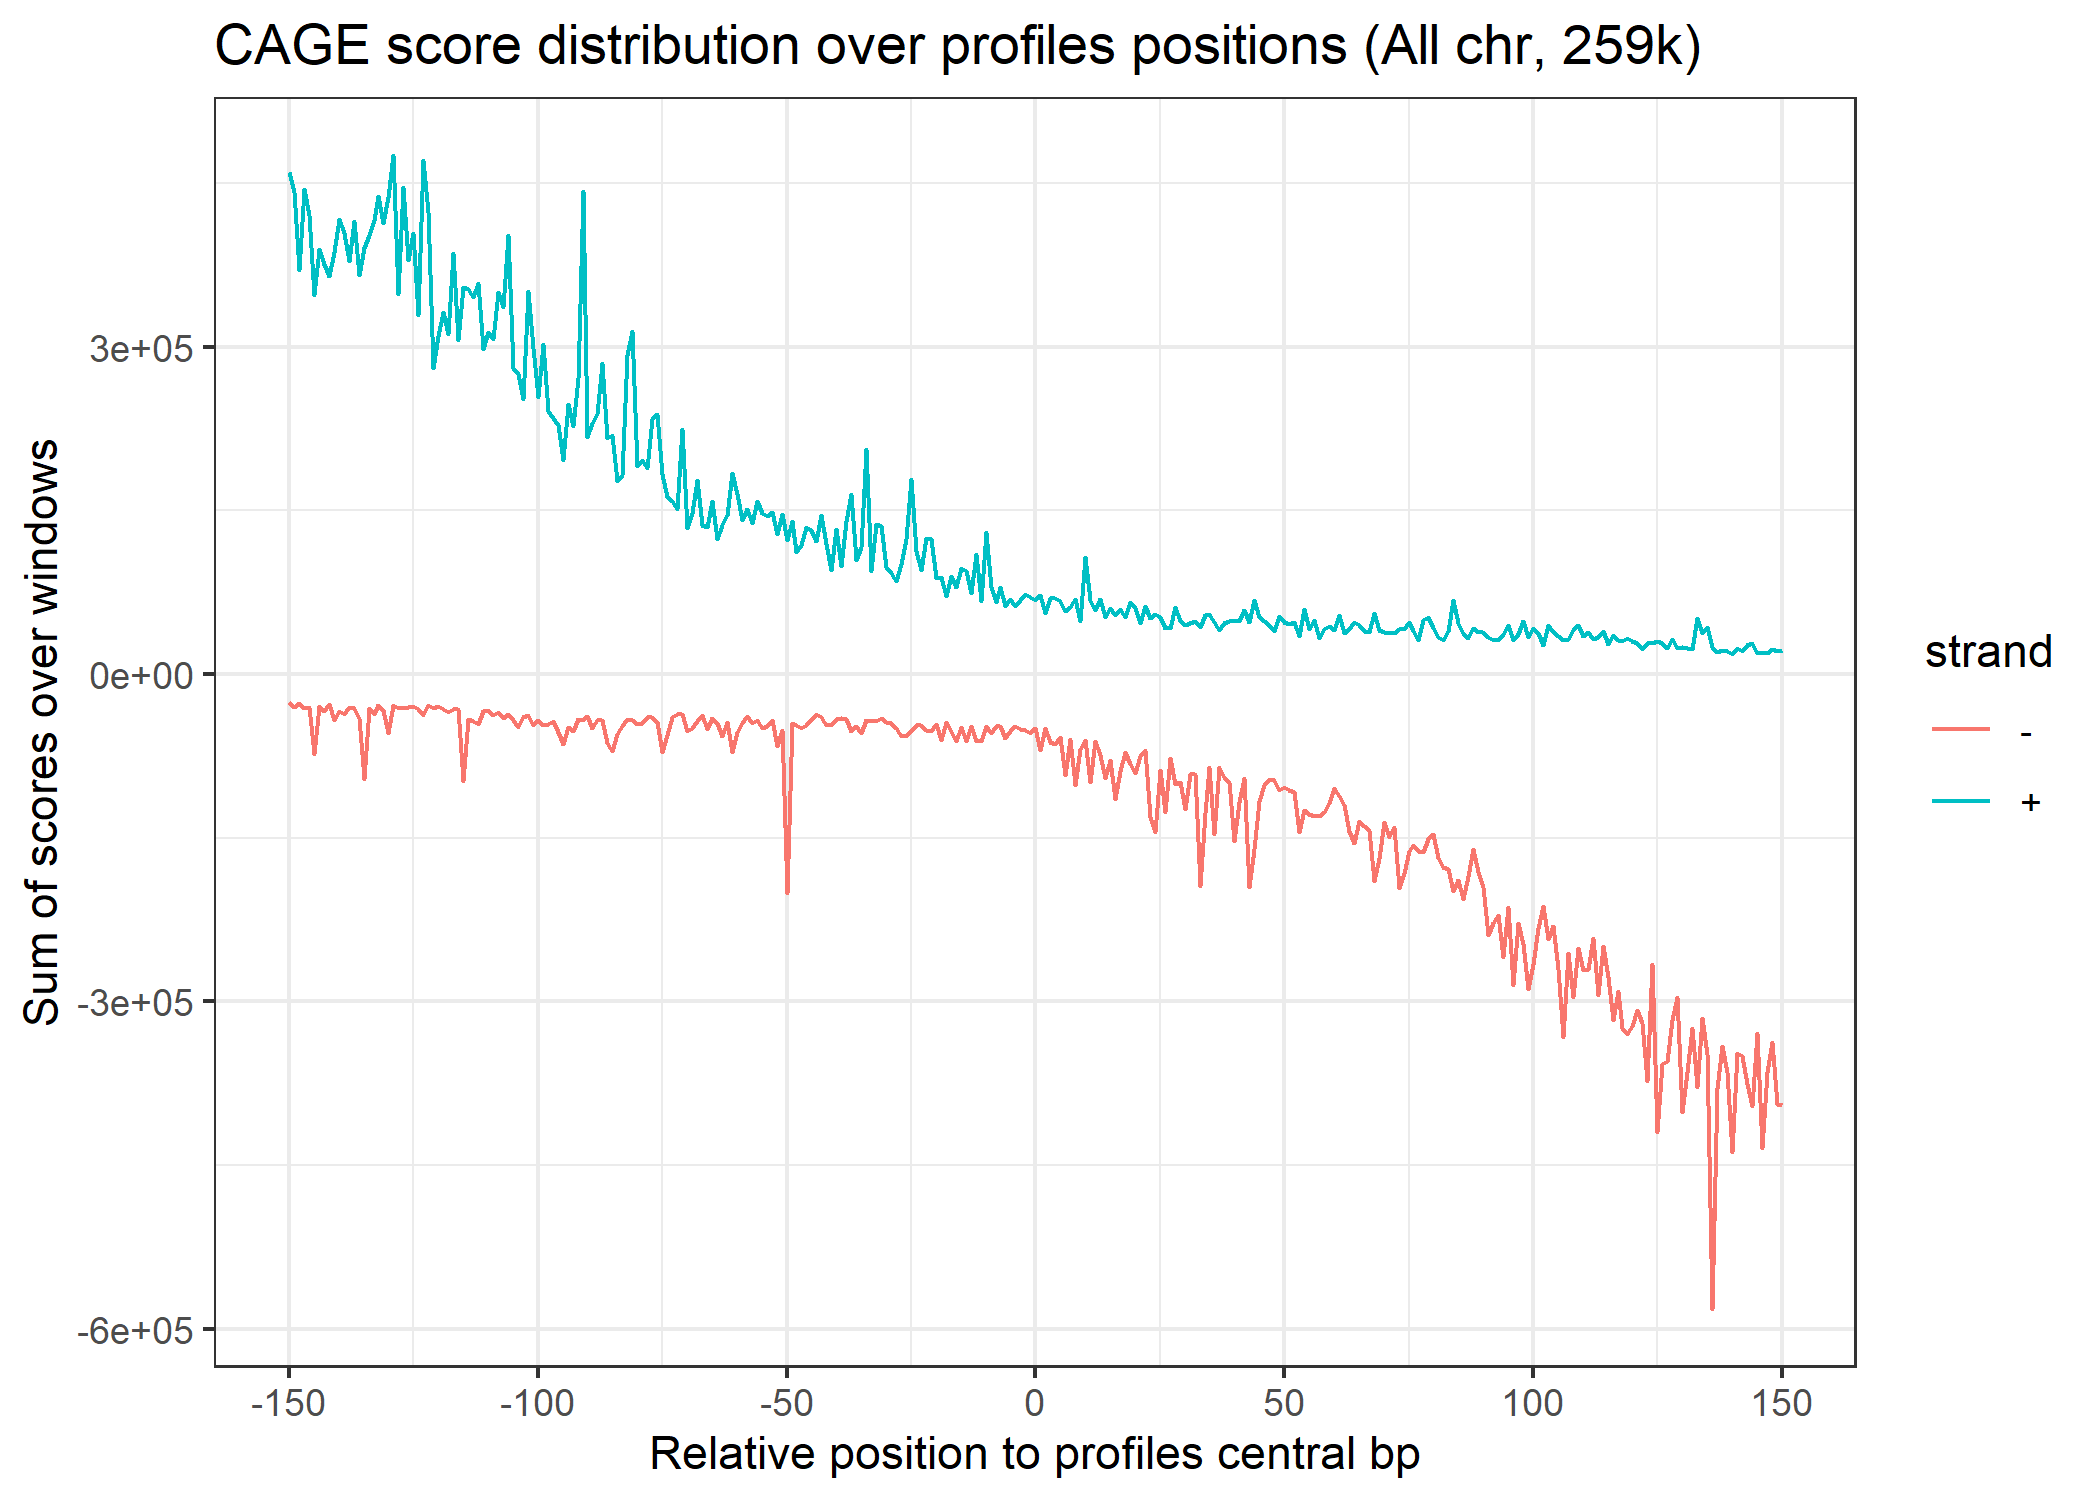 CAGE score distribution over profiles positions (All chr, 259k)
Sum of scores over windows
3e+05
0e+00
-3e+05
-6e+05
-150 -100 -50 0 50 100 150
Relative position to profiles central bp
strand
-
+